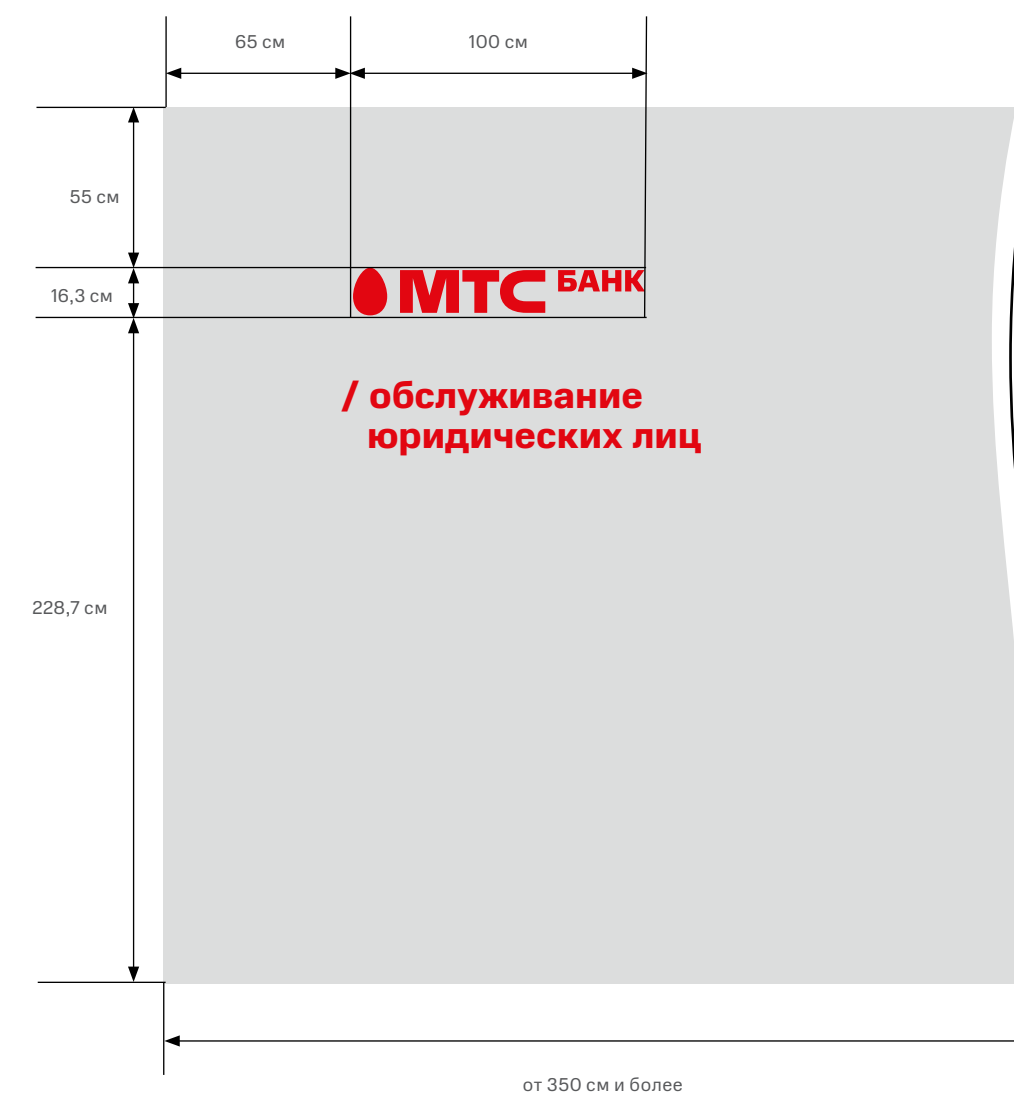 65 см
100 см
55 см
16,3 см
МТС БАНК
/ обслуживание
юридических лиц
228,7 см
от 350 см и более